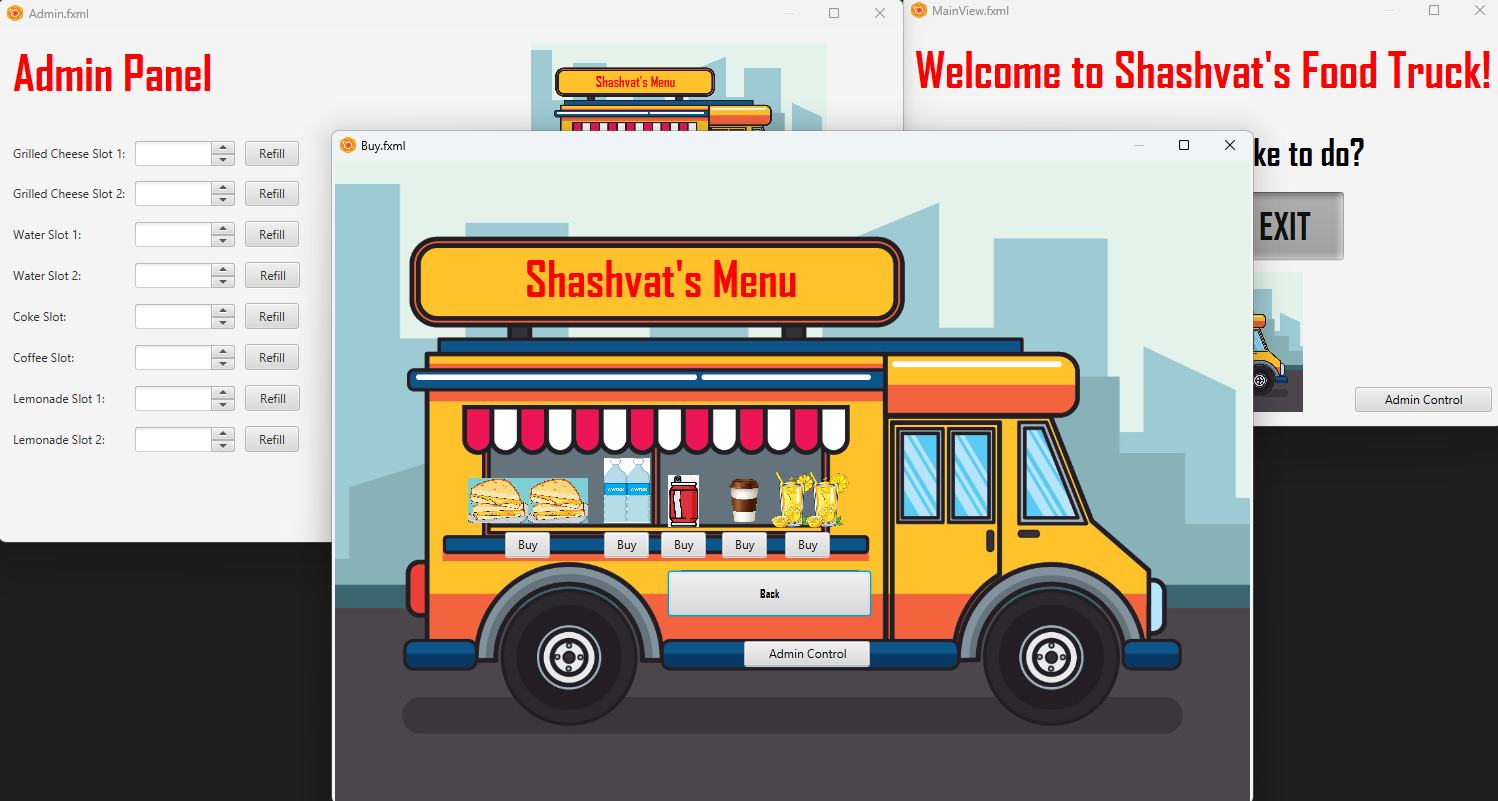 Admin.fxml
Admin Panel
Grilled Cheese Slot 1:
Refill
Grilled Cheese Slot 2:
Refill
Water Slot 1:
Refill
Water Slot 2:
Refill
Coke Slot:
Refill
Coffee Slot:
Refill
Lemonade Slot 1:
Refill
Lemonade Slot 2:
Refill
Shashvat's Menu
MainView.fxml
Welcome to Shashvat's Food Truck!
ke to do?
EXIT
Admin Control
Buy.fxml
Shashvat's Menu
Buy
Buy
Buy
Buy
Buy
Back
Admin Control